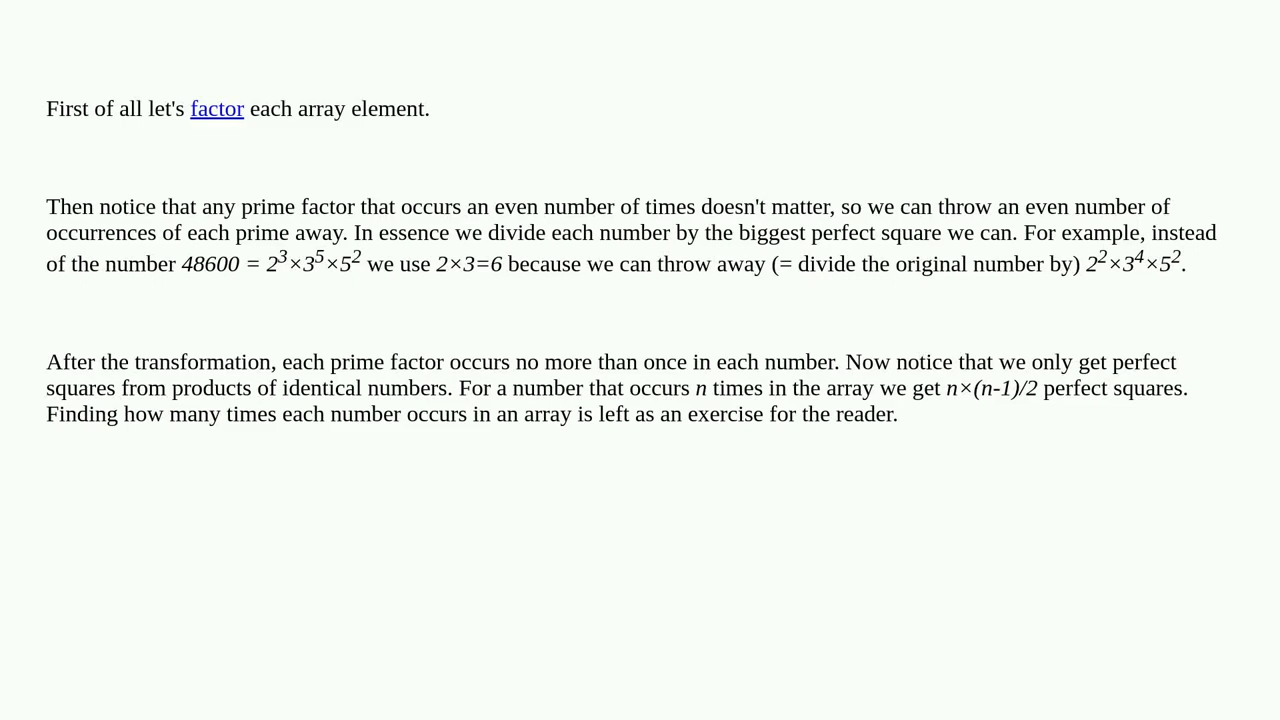 First of all let's factor each array element.
Then notice that any prime factor that occurs an even number of times doesn't matter, so we can throw an even number of
occurrences of each prime away. In essence we divide each number by the biggest perfect square we can. For example, instead
of the number 48600 = 2³×3⁵×5² we use 2×3=6 because we can throw away (= divide the original number by) 2²×3⁴×5².
After the transformation, each prime factor occurs no more than once in each number. Now notice that we only get perfect
squares from products of identical numbers. For a number that occurs n times in the array we get n×(n-1)/2 perfect squares.
Finding how many times each number occurs in an array is left as an exercise for the reader.